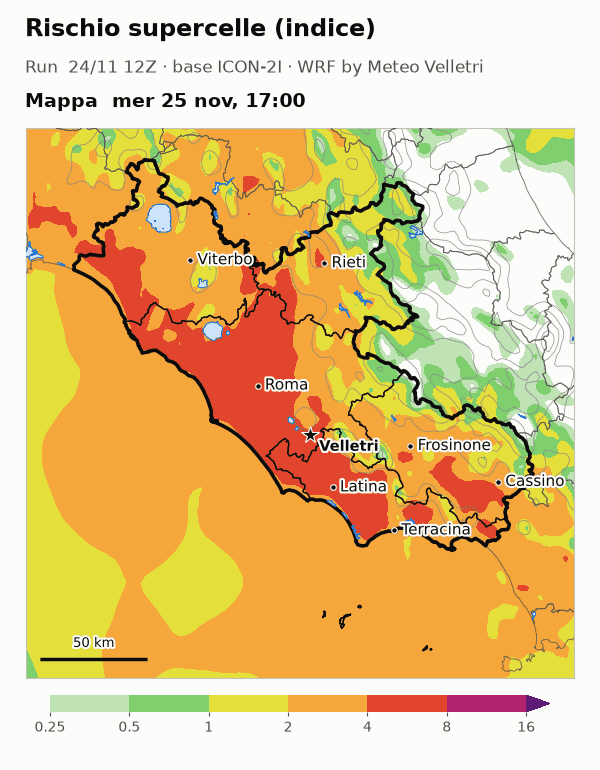 Rischio supercelle (indice)
Run  24/11 12Z · base ICON-2I · WRF by Meteo Velletri
Mappa  mer 25 nov, 17:00
Viterbo
Rieti
Roma
Velletri
Frosinone
Cassino
Latina
Terracina
50 km
0.25 0.5 1 2 4 8 16